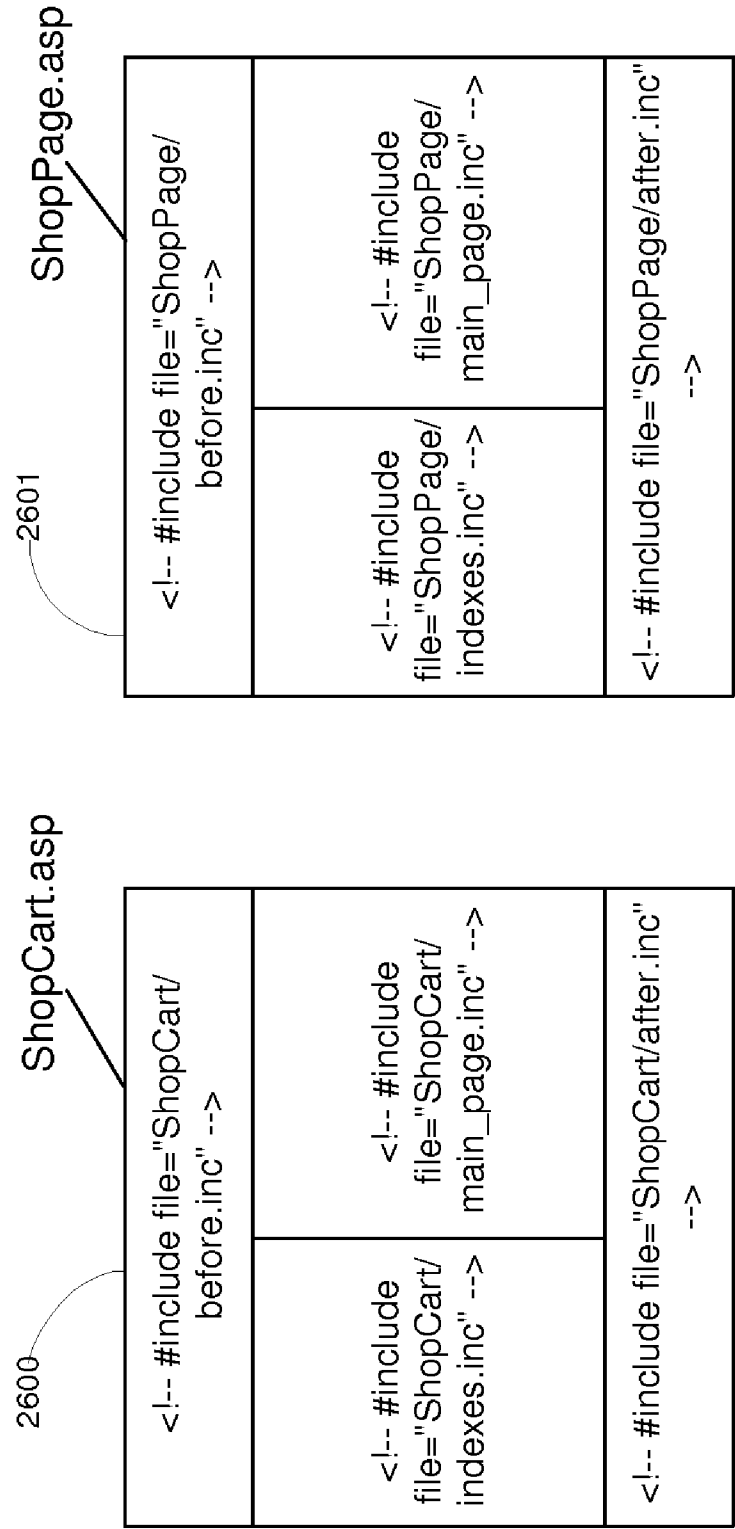 2600
ShopCart.asp
<!-- #include file="ShopCart/
before.inc" -->
<!-- #include
file="ShopCart/
indexes.inc" -->
<!-- #include
file="ShopCart/
main_page.inc" -->
<!-- #include file="ShopCart/after.inc"
-->
2601
ShopPage.asp
<!-- #include file="ShopPage/
before.inc" -->
<!-- #include
file="ShopPage/
indexes.inc" -->
<!-- #include
file="ShopPage/
main_page.inc" -->
<!-- #include file="ShopPage/after.inc"
-->